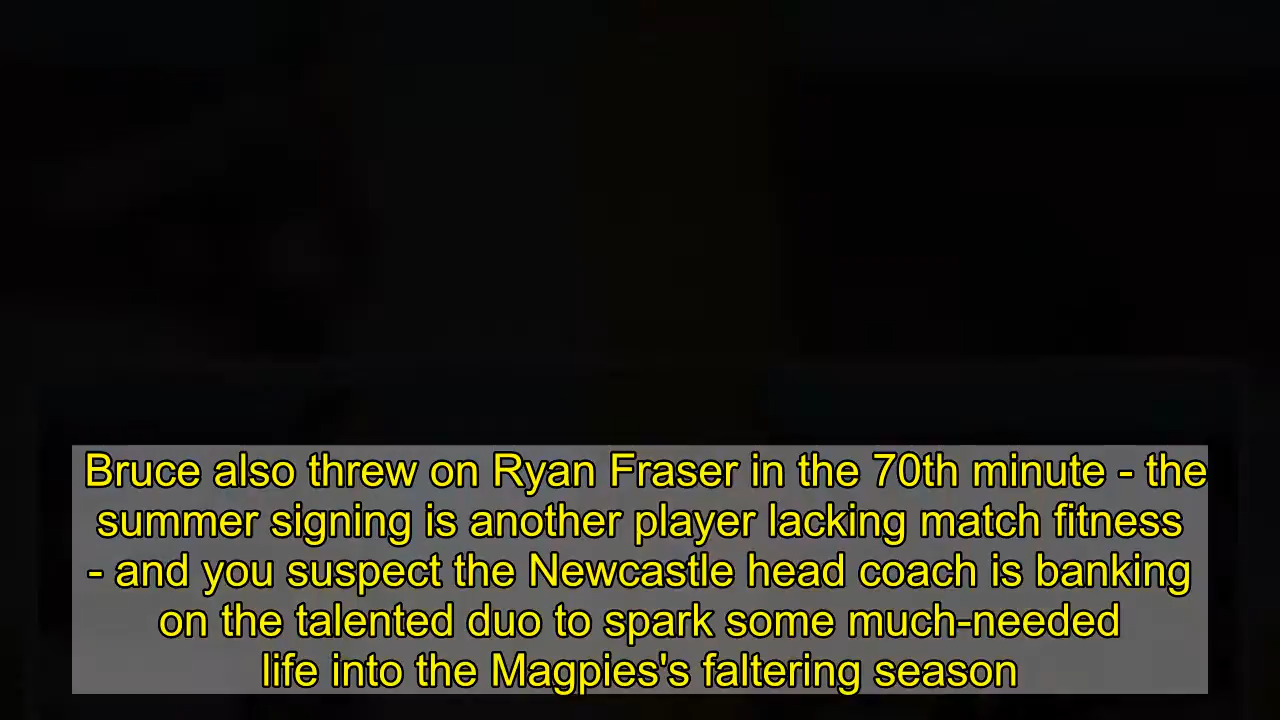 Bruce also threw on Ryan Fraser in the 70th minute - the
summer signing is another player lacking match fitness
- and you suspect the Newcastle head coach is banking
on the talented duo to spark some much-needed
life into the Magpies's faltering season